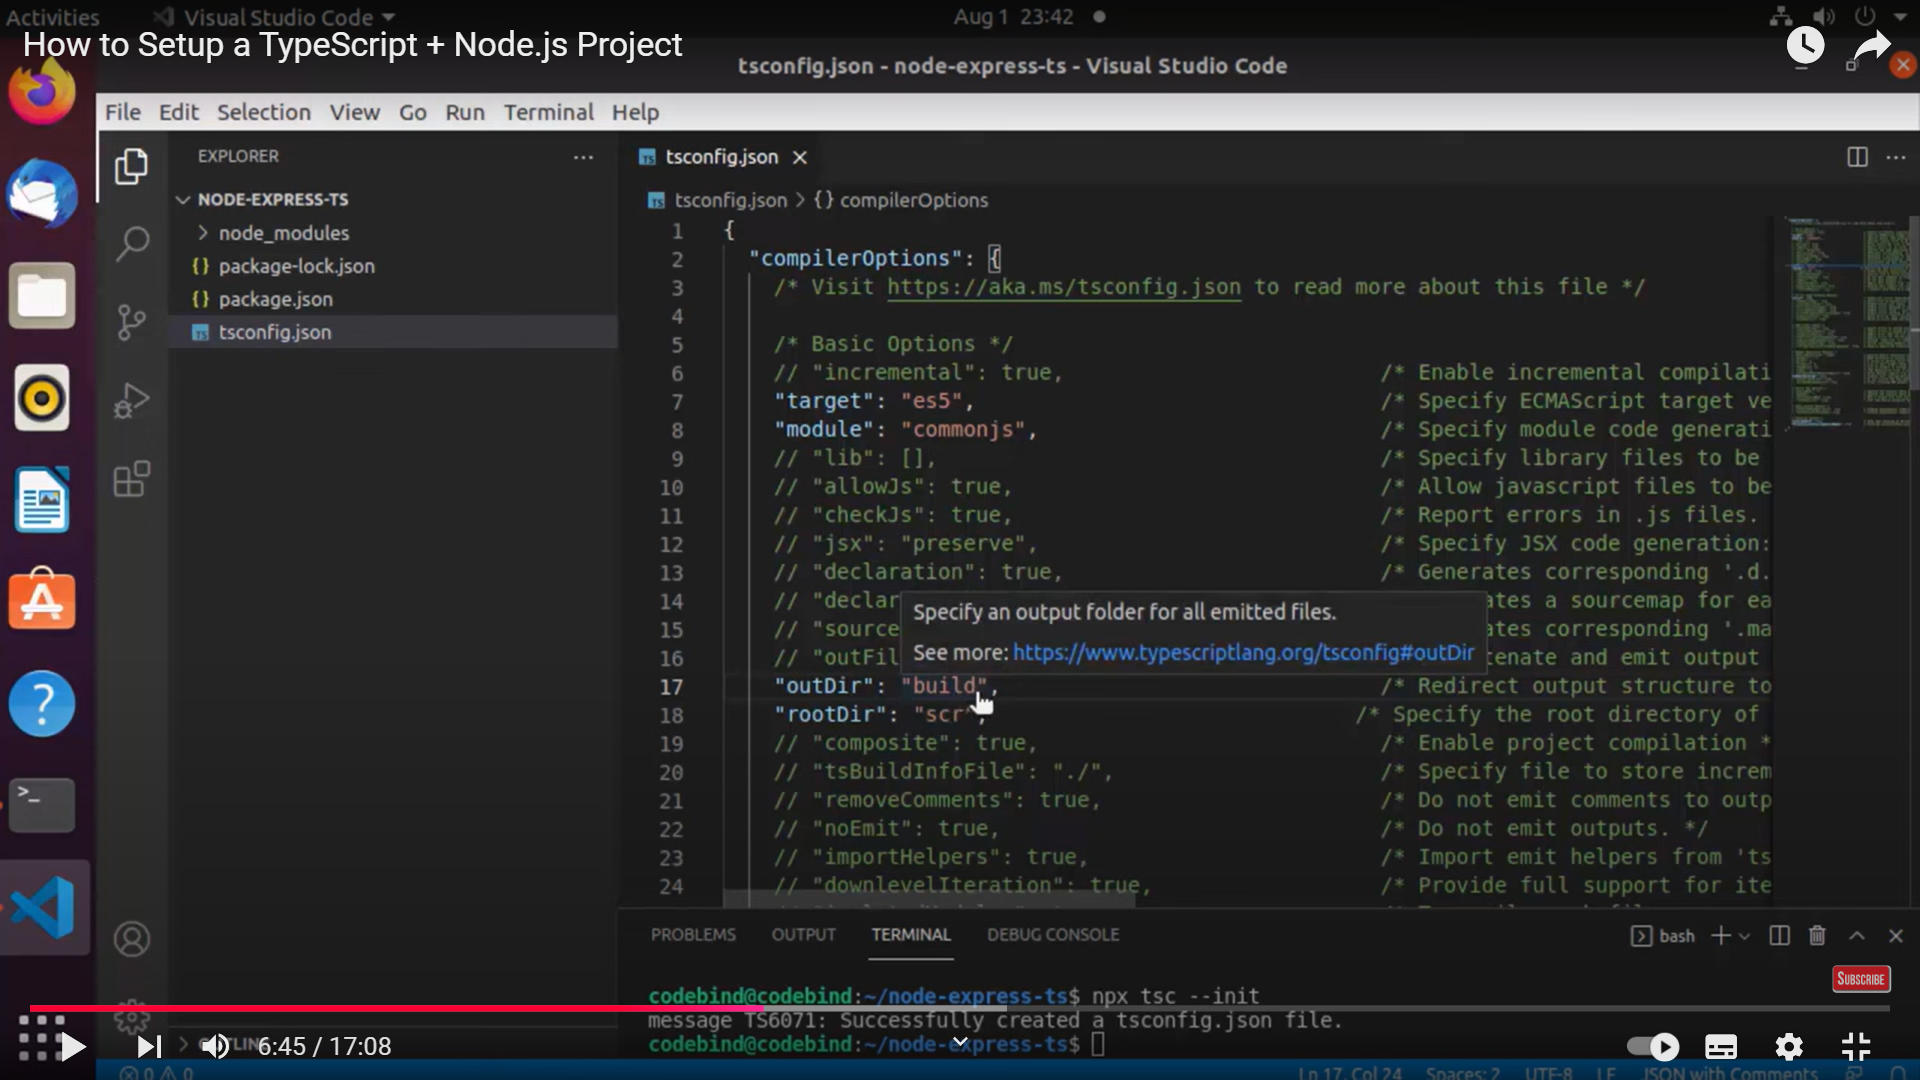 Activities Visual Studio Code Aug 1 23:42
How to Setup a TypeScript + Node.js Project
tsconfig.json - node-express-ts - Visual Studio Code
File Edit Selection View Go Run Terminal Help
EXPLORER
NODE-EXPRESS-TS
node_modules
{} package-lock.json
{} package.json
TS tsconfig.json
TS tsconfig.json
TS tsconfig.json > {} compilerOptions
1 {
2 "compilerOptions": {
3 /* Visit https://aka.ms/tsconfig.json to read more about this file */
4
5 /* Basic Options */
6 // "incremental": true, /* Enable incremental compilati
7 "target": "es5", /* Specify ECMAScript target ve
8 "module": "commonjs", /* Specify module code generati
9 // "lib": [], /* Specify library files to be
10 // "allowJs": true, /* Allow javascript files to be
11 // "checkJs": true, /* Report errors in .js files.
12 // "jsx": "preserve", /* Specify JSX code generation:
13 // "declaration": true, /* Generates corresponding '.d.
14 // "declar ates a sourcemap for ea
15 // "source ates corresponding '.ma
16 // "outFil tenate and emit output
Specify an output folder for all emitted files.
See more: https://www.typescriptlang.org/tsconfig#outDir
17 "outDir": "build", /* Redirect output structure to
18 "rootDir": "scr", /* Specify the root directory of
19 // "composite": true, /* Enable project compilation *
20 // "tsBuildInfoFile": "./", /* Specify file to store increm
21 // "removeComments": true, /* Do not emit comments to outp
22 // "noEmit": true, /* Do not emit outputs. */
23 // "importHelpers": true, /* Import emit helpers from 'ts
24 // "downlevelIteration": true, /* Provide full support for ite
PROBLEMS OUTPUT TERMINAL DEBUG CONSOLE bash
SUBSCRIBE
codebind@codebind:~/node-express-ts$ npx tsc --init
message TS6071: Successfully created a tsconfig.json file.
codebind@codebind:~/node-express-ts$
6:45 / 17:08
0 0 Ln 17, Col 24 Spaces: 2 UTF-8 LF JSON with Comments